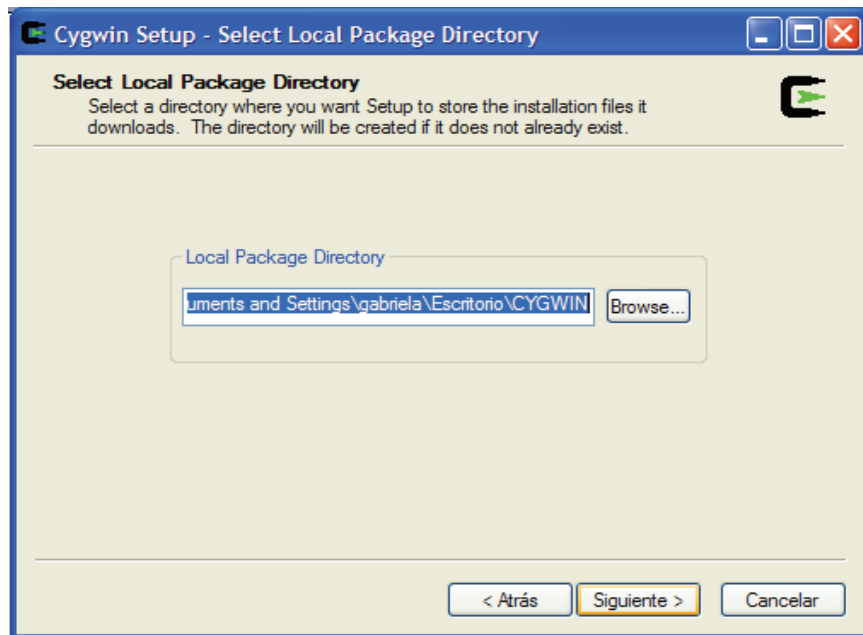 Cygwin Setup - Select Local Package Directory
Select Local Package Directory
Select a directory where you want Setup to store the installation files it
downloads. The directory will be created if it does not already exist.
Local Package Directory
uments and Settings\gabriela\Escritorio\CYGWIN
Browse...
< Atrás
Siguiente >
Cancelar